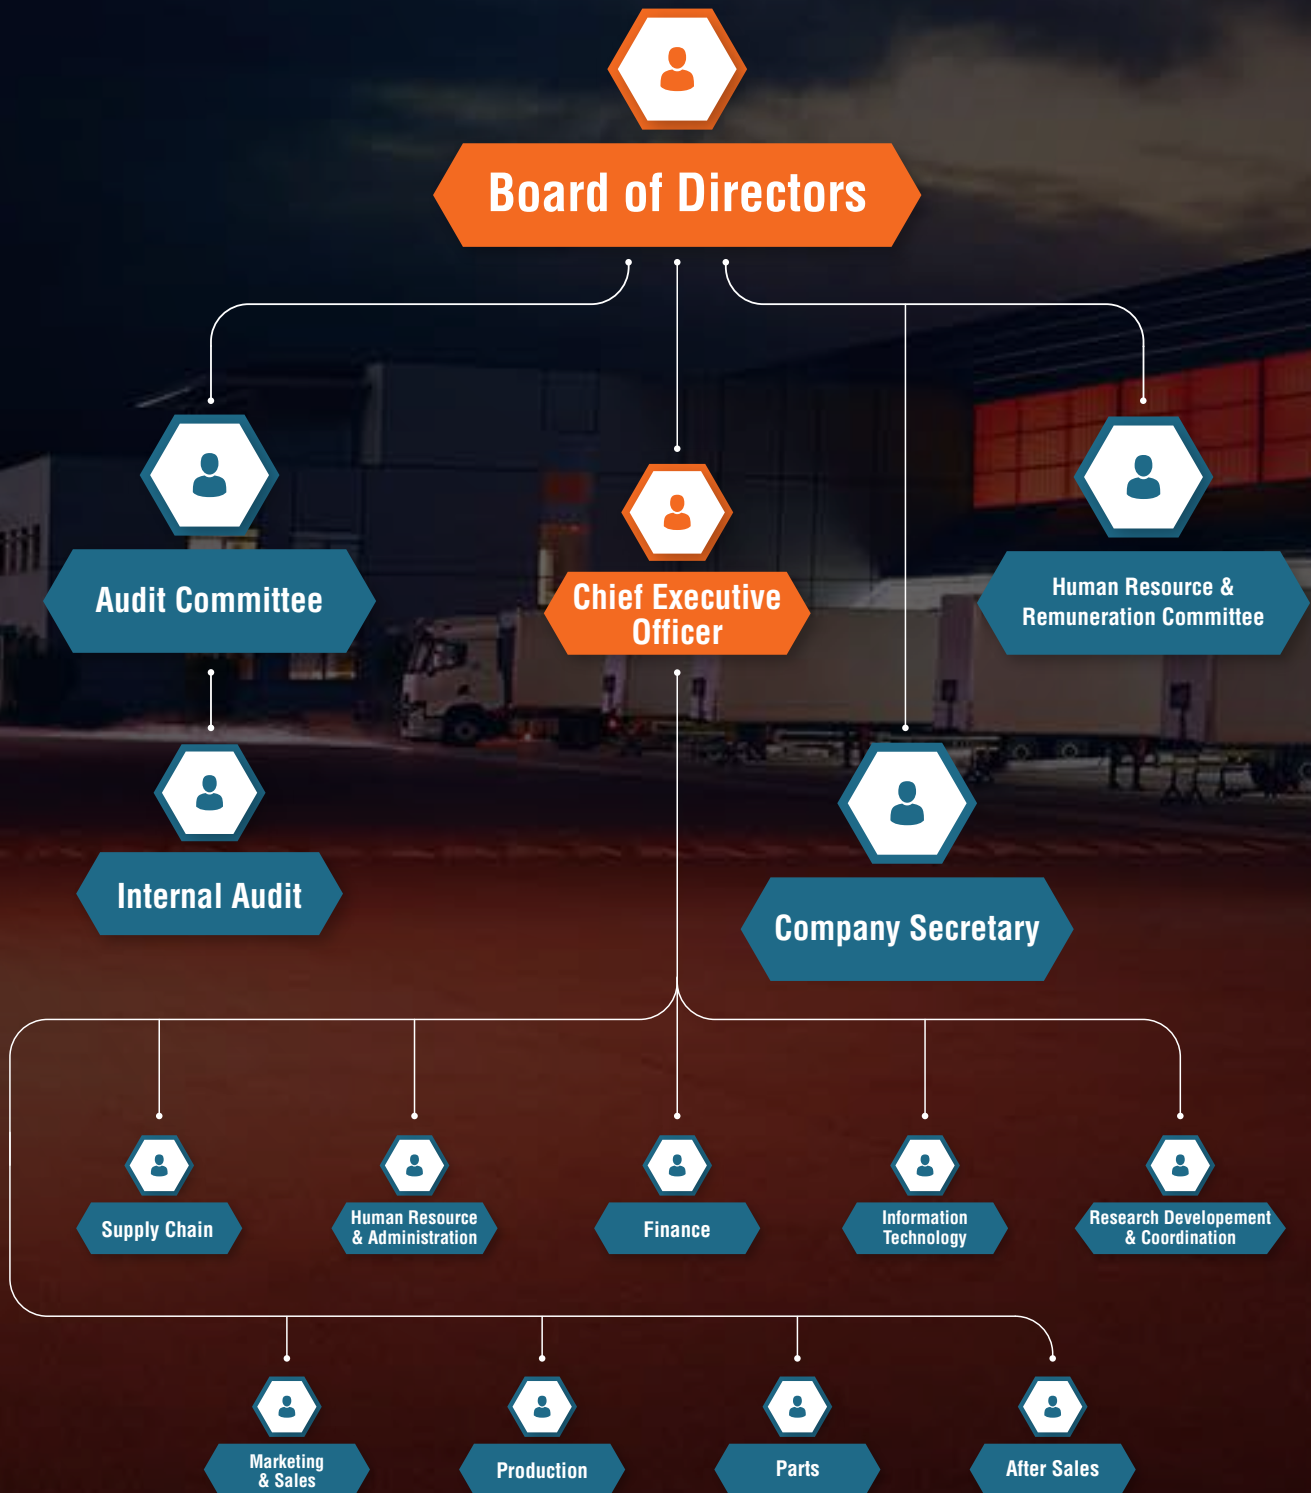 Board of Directors
Audit Committee
Chief Executive
Officer
Human Resource &
Remuneration Committee
Internal Audit
Company Secretary
Supply Chain
Human Resource
& Administration
Finance
Information
Technology
Research Developement
& Coordination
Marketing
& Sales
Production
Parts
After Sales